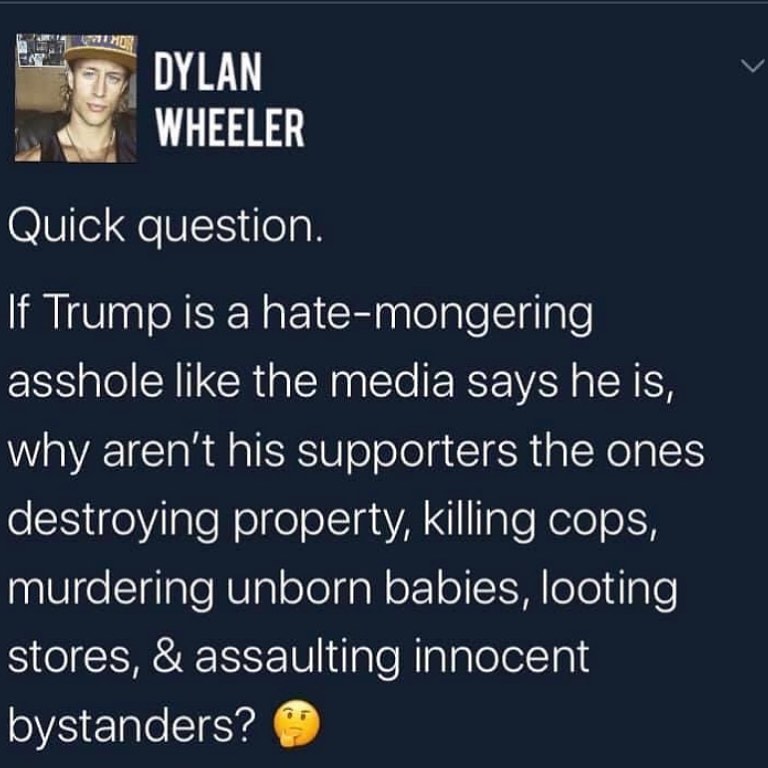 DYLAN
WHEELER
Quick question.
If Trump is a hate-mongering
asshole like the media says he is,
why aren't his supporters the ones
destroying property, killing cops,
murdering unborn babies, looting
stores, & assaulting innocent
bystanders? 🤔